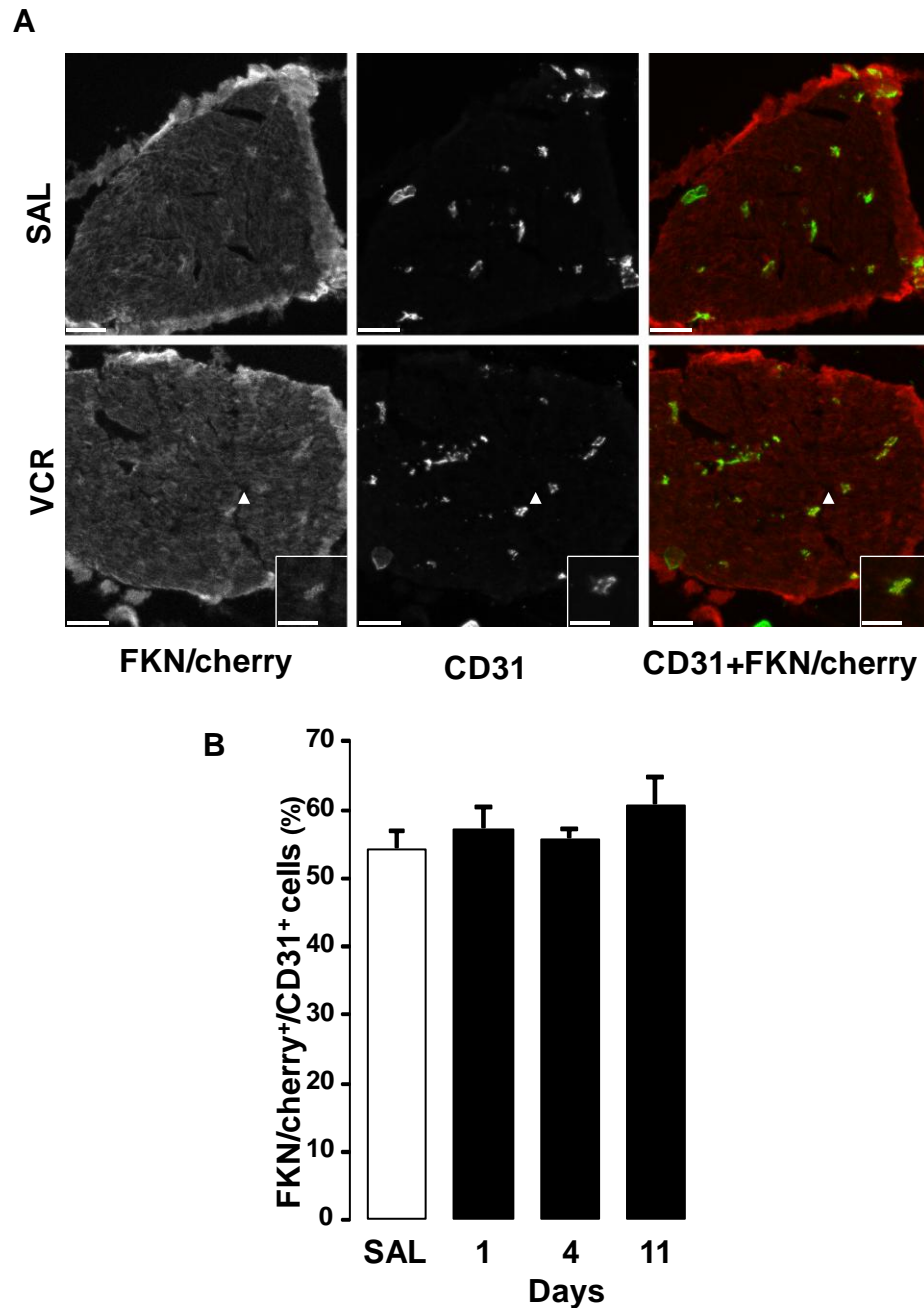 A
SAL
VCR
FKN/cherry
CD31
CD31+FKN/cherry
B
FKN/cherry⁺/CD31⁺ cells (%)
70
60
50
40
30
20
10
0
SAL
1
4
11
Days